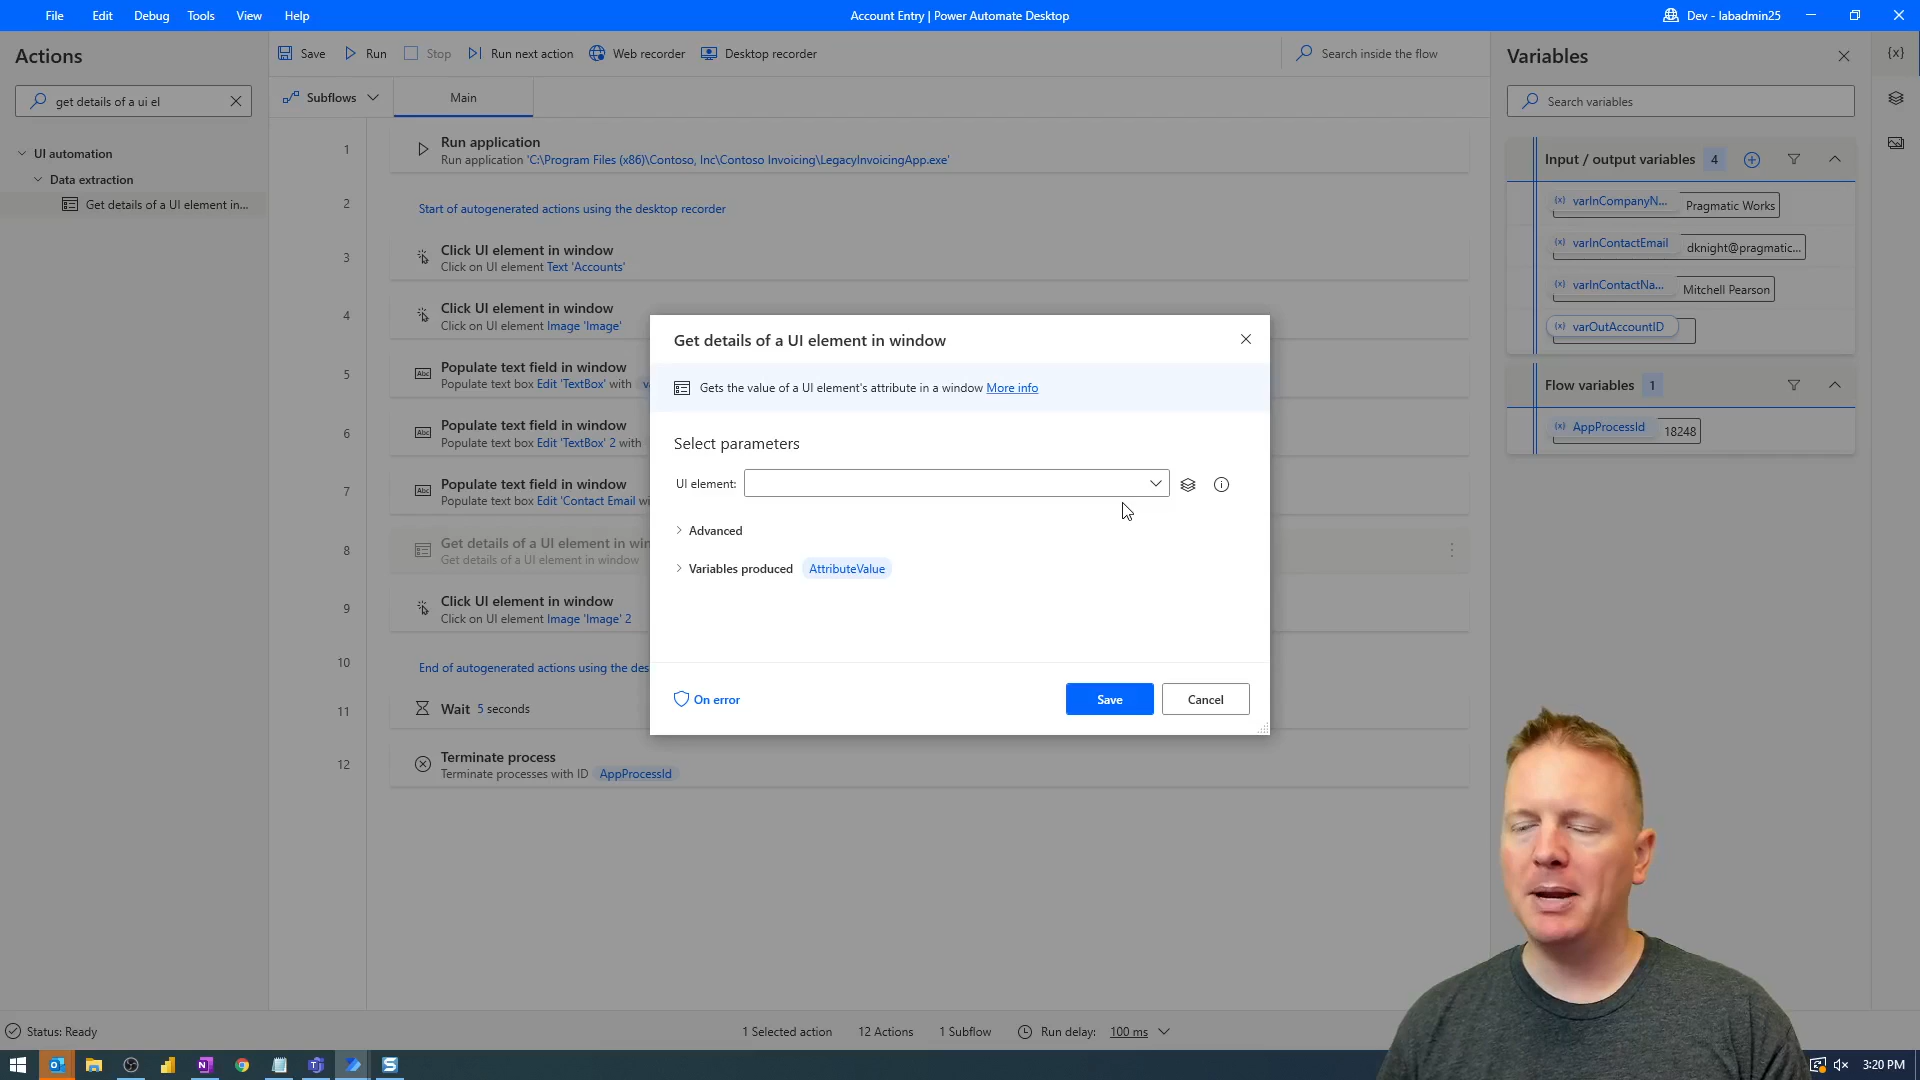 File Edit Debug Tools View Help
Account Entry | Power Automate Desktop
Dev - labadmin25
Actions
get details of a ui el
UI automation
Data extraction
Get details of a UI element in...
Save Run Stop Run next action Web recorder Desktop recorder
Search inside the flow
Subflows
Main
1
Run application
Run application 'C:\Program Files (x86)\Contoso, Inc\Contoso Invoicing\LegacyInvoicingApp.exe'
2
Start of autogenerated actions using the desktop recorder
3
Click UI element in window
Click on UI element Text 'Accounts'
4
Click UI element in window
Click on UI element Image 'Image'
5
Populate text field in window
Populate text box Edit 'TextBox' with
6
Populate text field in window
Populate text box Edit 'TextBox' 2 with
7
Populate text field in window
Populate text box Edit 'Contact Email
8
Get details of a UI element in
Get details of a UI element in window
9
Click UI element in window
Click on UI element Image 'Image' 2
10
End of autogenerated actions using the
11
Wait 5 seconds
12
Terminate process
Terminate processes with ID AppProcessId
Get details of a UI element in window
Gets the value of a UI element's attribute in a window More info
Select parameters
UI element:
Advanced
Variables produced AttributeValue
On error
Save
Cancel
Variables
{x}
Search variables
Input / output variables 4
(x) varInCompanyN... Pragmatic Works
(x) varInContactEmail dknight@pragmatic...
(x) varInContactNa... Mitchell Pearson
(x) varOutAccountID
Flow variables 1
(x) AppProcessId 18248
Status: Ready
1 Selected action
12 Actions
1 Subflow
Run delay: 100 ms
3:20 PM